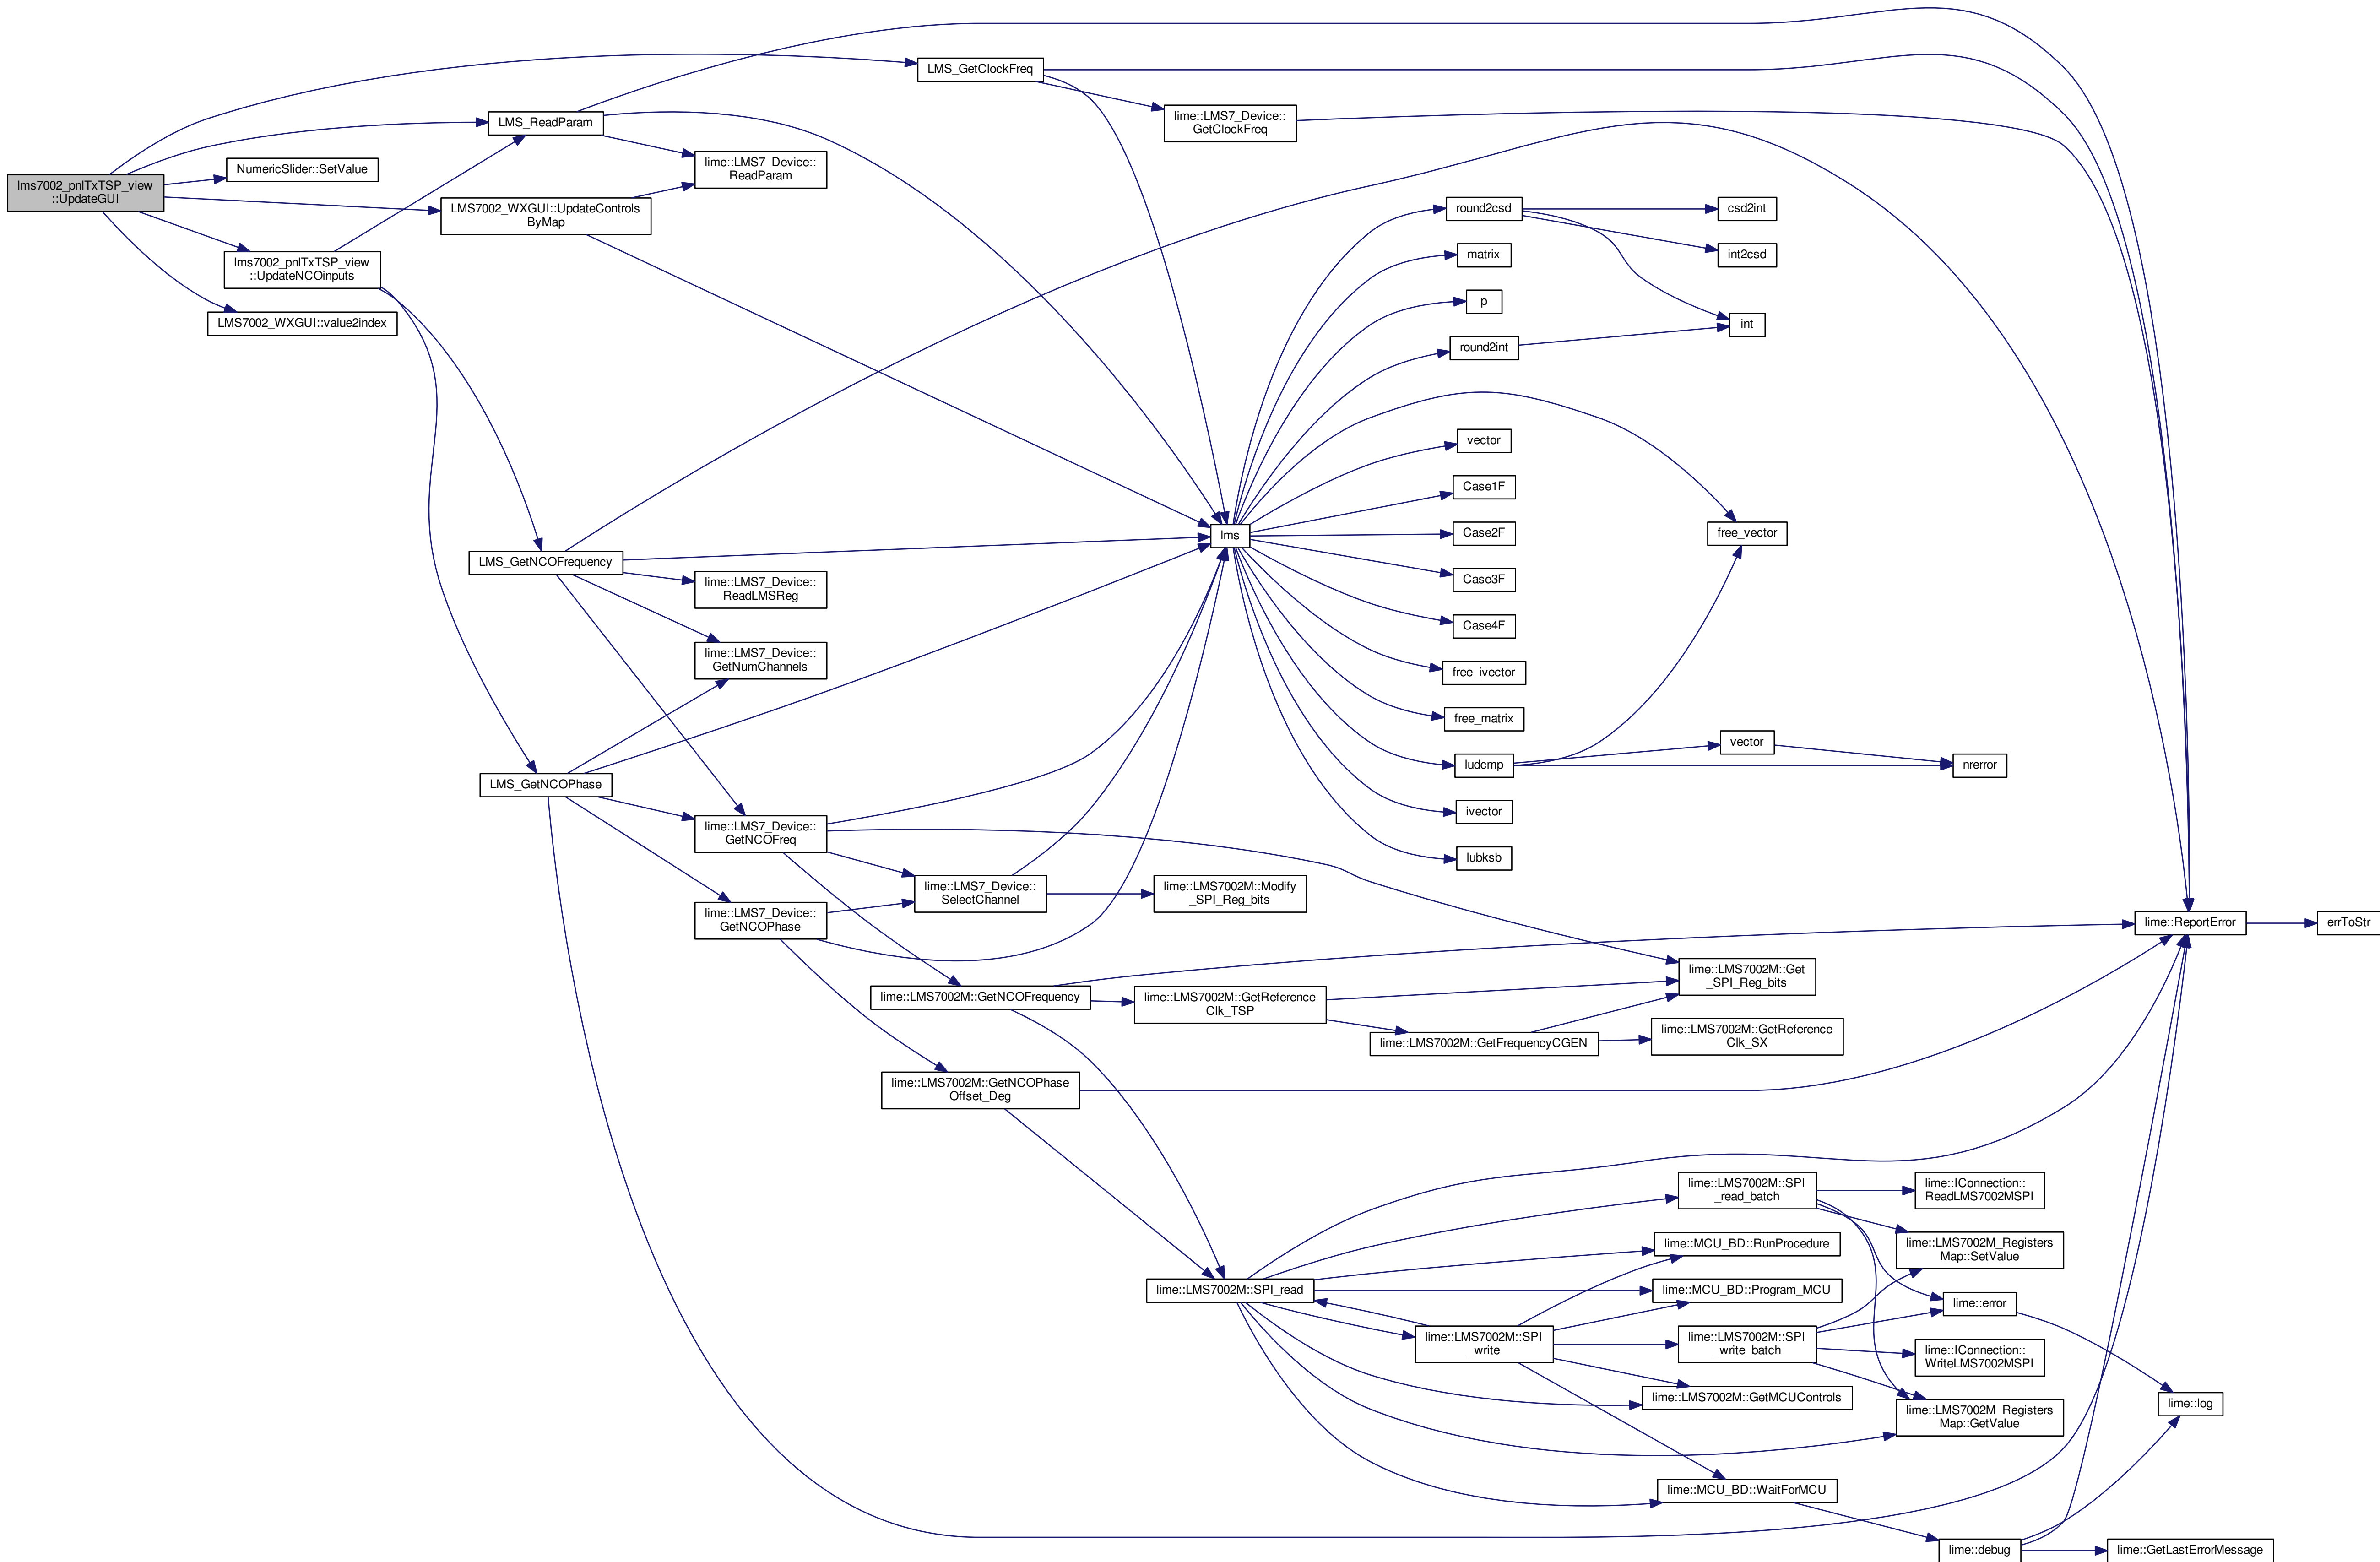 lms7002_pnlTxTSP_view
::UpdateGUI
LMS_GetClockFreq
LMS_ReadParam
NumericSlider::SetValue
LMS7002_WXGUI::UpdateControls
ByMap
lms7002_pnlTxTSP_view
::UpdateNCOinputs
LMS7002_WXGUI::value2index
lime::LMS7_Device::
GetClockFreq
lime::LMS7_Device::
ReadParam
LMS_GetNCOFrequency
LMS_GetNCOPhase
lime::LMS7_Device::
ReadLMSReg
lime::LMS7_Device::
GetNumChannels
lime::LMS7_Device::
GetNCOFreq
lime::LMS7_Device::
GetNCOPhase
lime::LMS7_Device::
SelectChannel
lime::LMS7002M::Modify
_SPI_Reg_bits
lime::LMS7002M::GetNCOFrequency
lime::LMS7002M::GetNCOPhase
Offset_Deg
lime::LMS7002M::GetReference
Clk_TSP
lime::LMS7002M::GetFrequencyCGEN
lime::LMS7002M::Get
_SPI_Reg_bits
lime::LMS7002M::GetReference
Clk_SX
lms
round2csd
matrix
p
round2int
vector
Case1F
Case2F
Case3F
Case4F
free_ivector
free_matrix
ludcmp
ivector
lubksb
csd2int
int2csd
int
free_vector
vector
nrerror
lime::ReportError
errToStr
lime::LMS7002M::SPI_read
lime::LMS7002M::SPI
_write
lime::LMS7002M::SPI
_read_batch
lime::MCU_BD::RunProcedure
lime::MCU_BD::Program_MCU
lime::LMS7002M::SPI
_write_batch
lime::LMS7002M::GetMCUControls
lime::MCU_BD::WaitForMCU
lime::IConnection::
ReadLMS7002MSPI
lime::LMS7002M_Registers
Map::SetValue
lime::error
lime::IConnection::
WriteLMS7002MSPI
lime::LMS7002M_Registers
Map::GetValue
lime::log
lime::debug
lime::GetLastErrorMessage